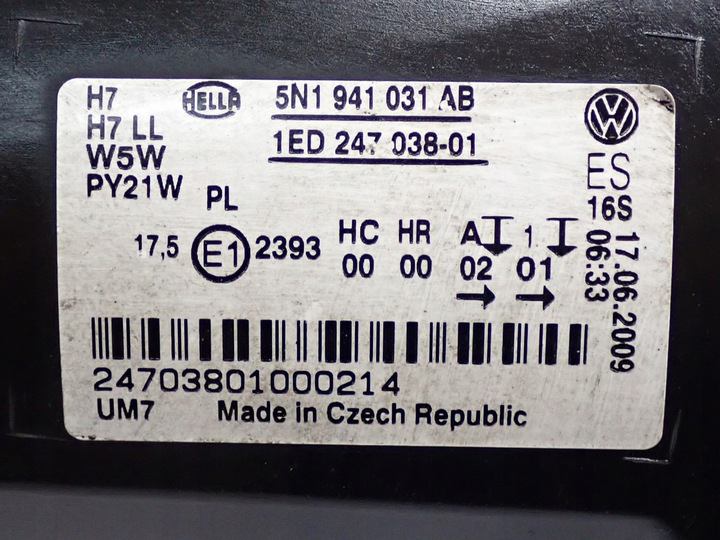 H7 HELLA 5N1 941 031 AB
H7 LL 1ED 247 038-01
W5W
PY21W PL
ES
16S
17.06.2009
06:33
17,5 E1 2393 HC HR A 1
00 00 02 01
24703801000214
UM7 Made in Czech Republic